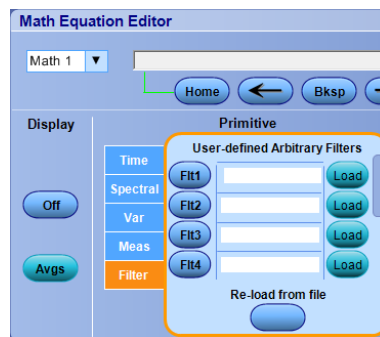 Math Equation Editor
Math 1
Home
Bksp
Display
Primitive
Time
Spectral
Var
Meas
Filter
Off
Avgs
User-defined Arbitrary Filters
Flt1
Load
Flt2
Load
Flt3
Load
Flt4
Load
Re-load from file